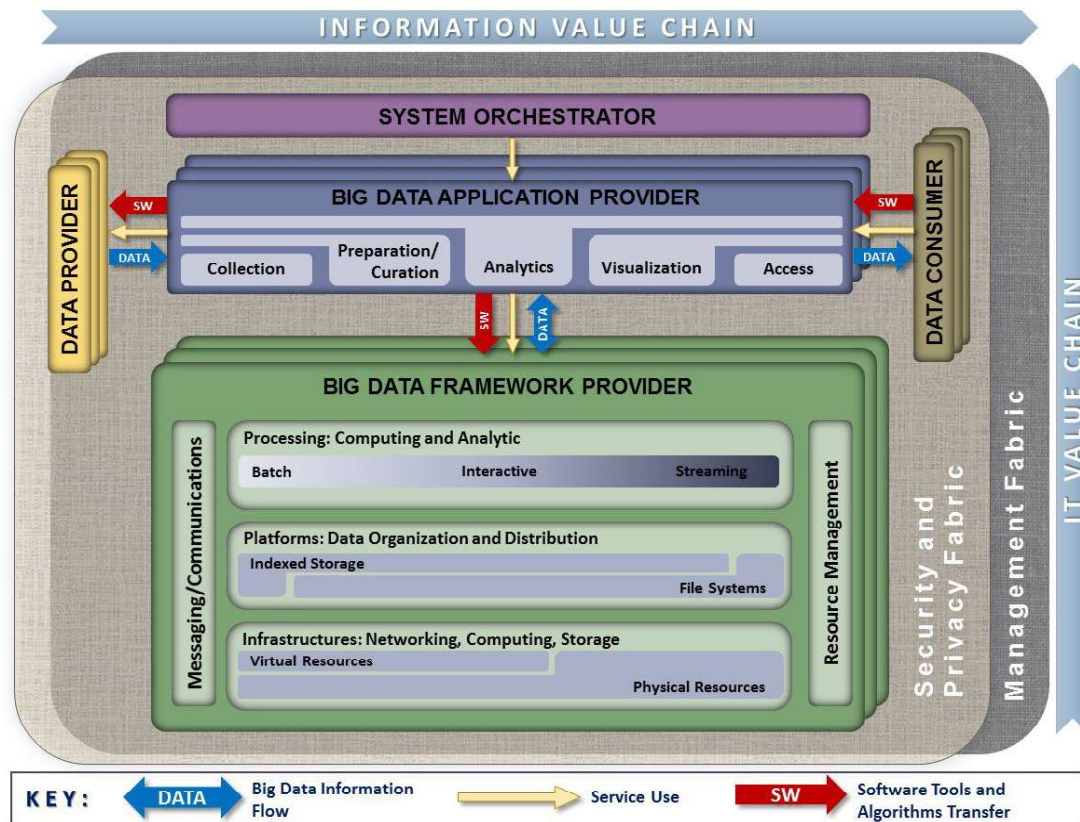 INFORMATION VALUE CHAIN
SYSTEM ORCHESTRATOR
DATA PROVIDER
SW
DATA
BIG DATA APPLICATION PROVIDER
Collection
Preparation/
Curation
Analytics
Visualization
Access
SW
DATA
DATA CONSUMER
SW
DATA
BIG DATA FRAMEWORK PROVIDER
Messaging/Communications
Processing: Computing and Analytic
Batch
Interactive
Streaming
Platforms: Data Organization and Distribution
Indexed Storage
File Systems
Infrastructures: Networking, Computing, Storage
Virtual Resources
Physical Resources
Resource Management
Security and
Privacy Fabric
Management Fabric
IT VALUE CHAIN
KEY:
DATA
Big Data Information
Flow
Service Use
SW
Software Tools and
Algorithms Transfer